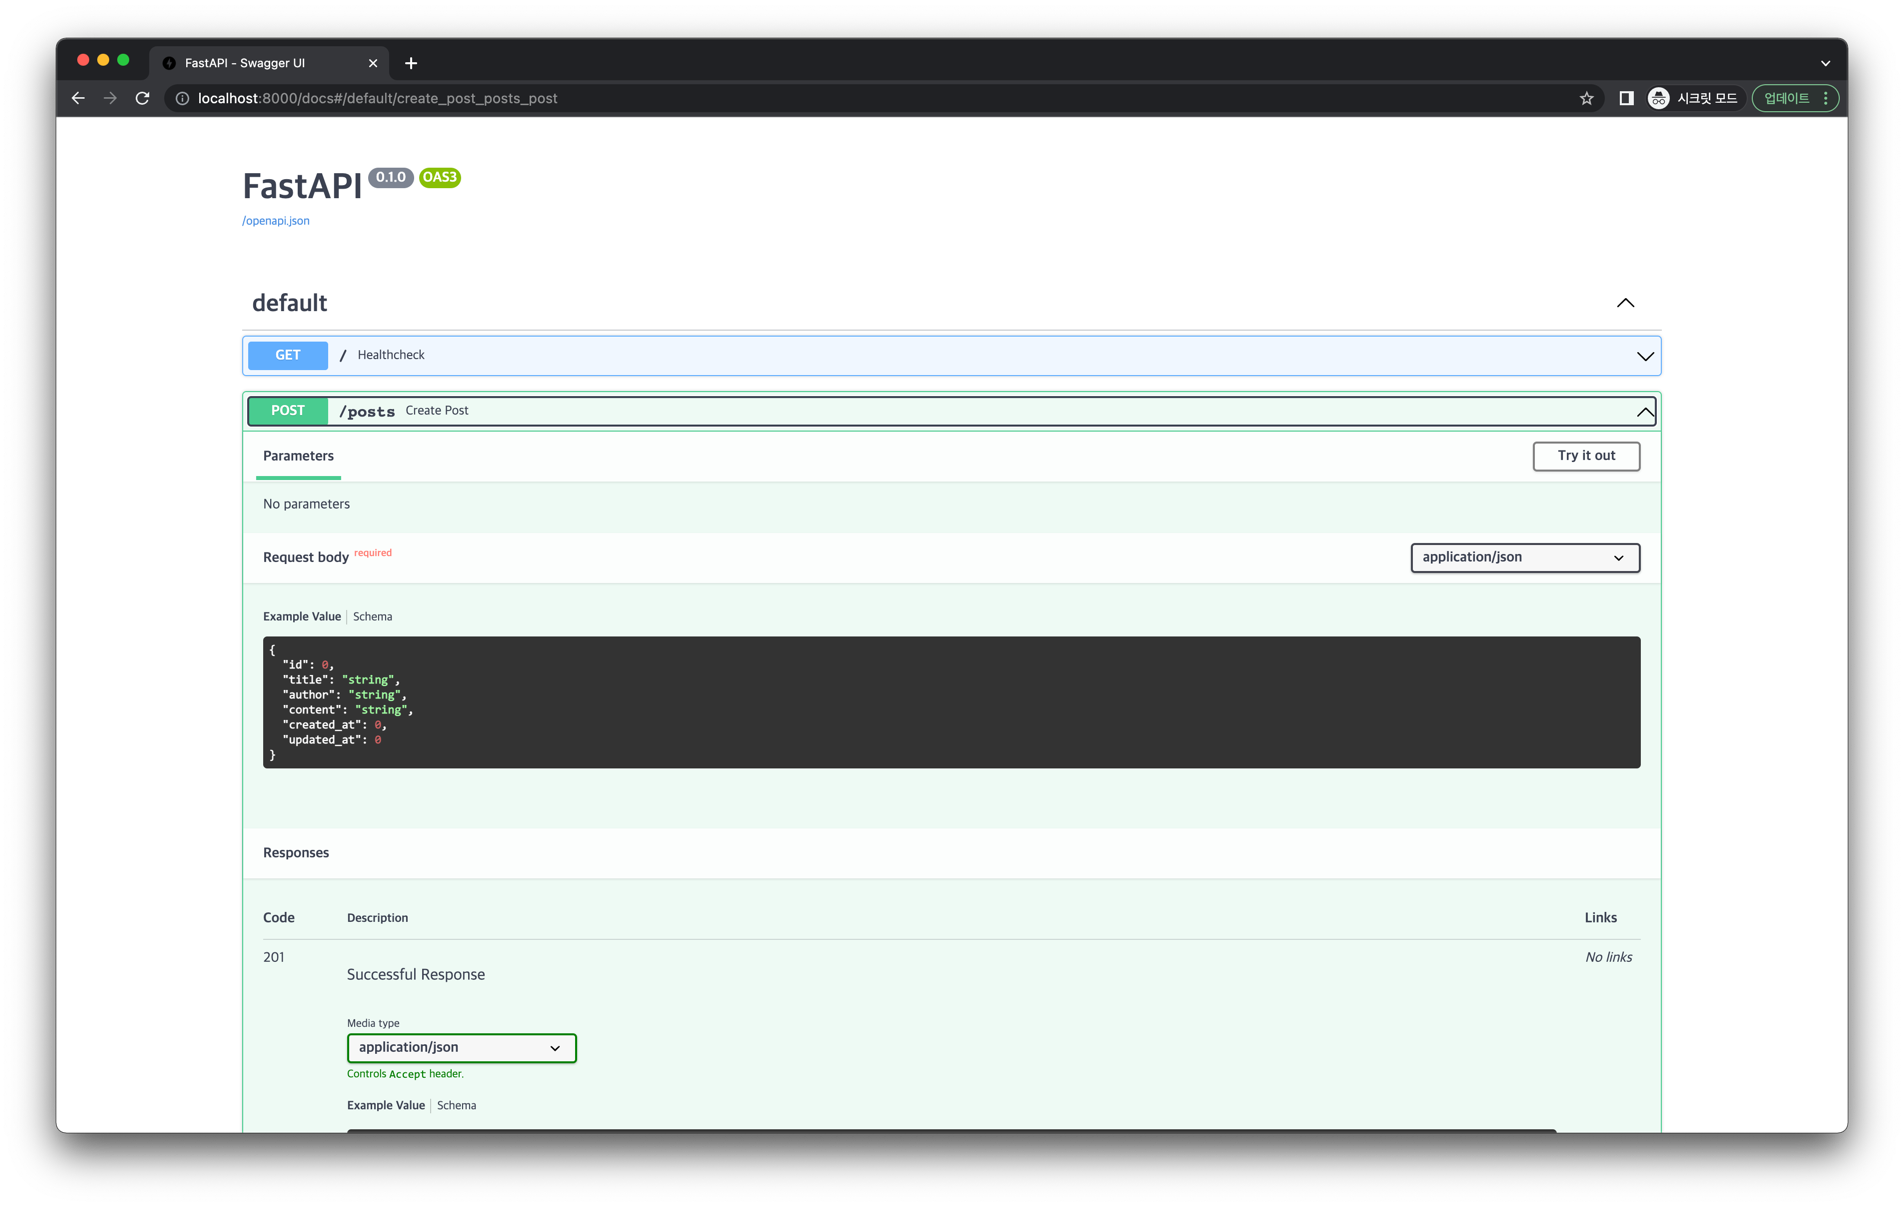 FastAPI - Swagger UI
localhost:8000/docs#/default/create_post_posts_post
시크릿 모드
업데이트
FastAPI 0.1.0 OAS3
/openapi.json
default
GET / Healthcheck
POST /posts Create Post
Parameters
Try it out
No parameters
Request body required
application/json
Example Value | Schema
{
"id": 0,
"title": "string",
"author": "string",
"content": "string",
"created_at": 0,
"updated_at": 0
}
Responses
Code Description Links
201 Successful Response No links
Media type
application/json
Controls Accept header.
Example Value | Schema